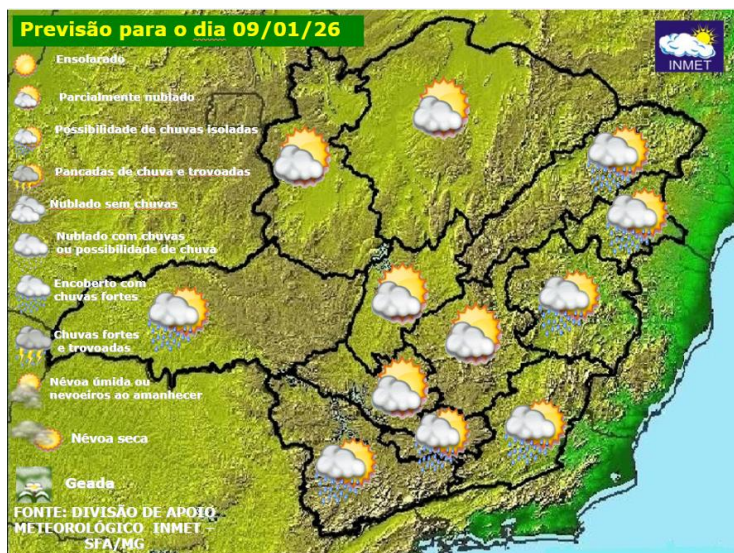 Previsão para o dia 09/01/26
INMET
Ensolarado
Parcialmente nublado
Possibilidade de chuvas isoladas
Pancadas de chuva e trovoadas
Nublado sem chuvas
Nublado com chuvas
ou possibilidade de chuva
Encoberto com
chuvas fortes
Chuvas fortes
e trovoadas
Névoa úmida ou
nevoeiros ao amanhecer
Névoa seca
Geada
FONTE: DIVISÃO DE APOIO
METEOROLÓGICO INMET –
SFA/MG